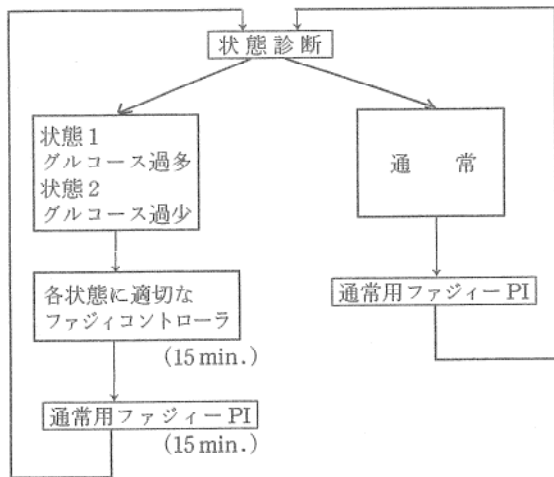 状態診断
状態1
グルコース過多
状態2
グルコース過少
通 常
各状態に適切な
ファジィコントローラ
(15 min.)
通常用ファジィーPI
(15 min.)
通常用ファジィーPI